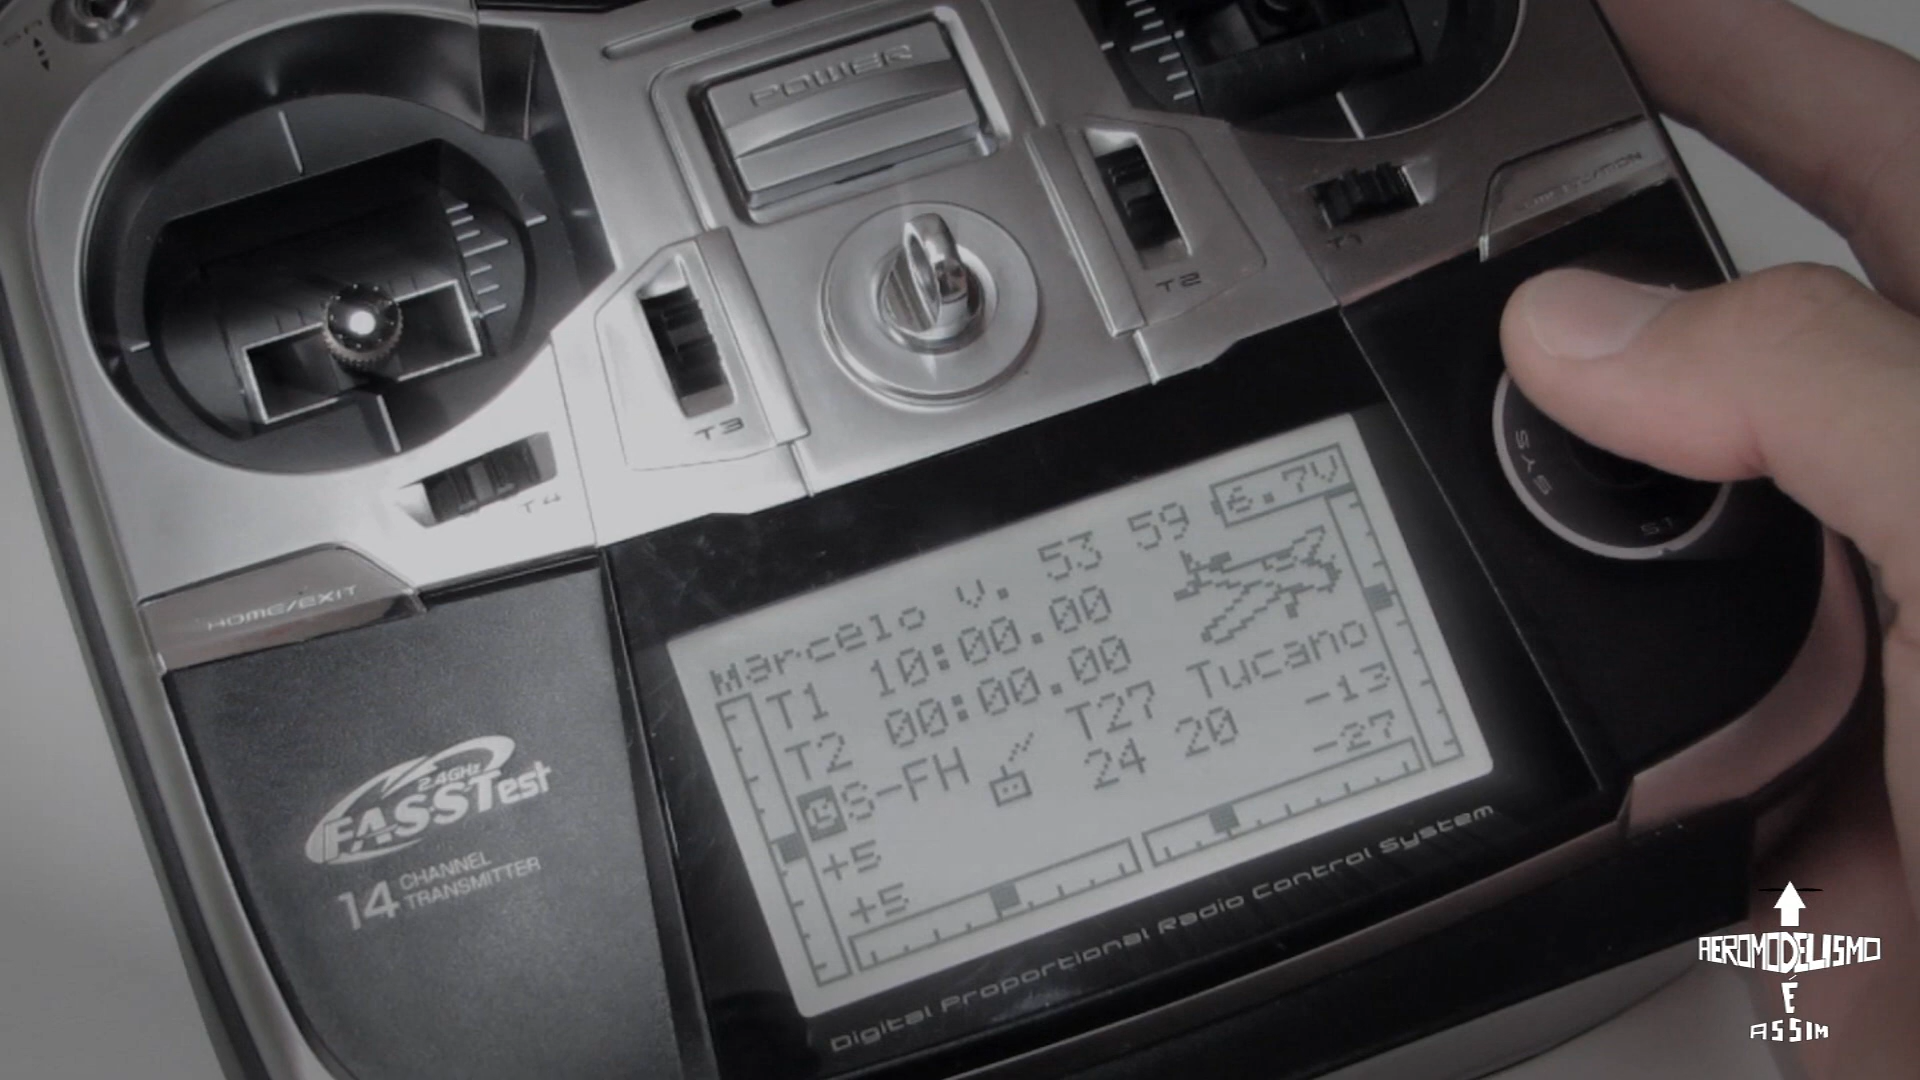 POWER
T1
T2
T3
T4
HOME/EXIT
SYS
S1
Marcelo V. 53 59 6.7V
T1 10:00.00
T2 00:00.00
S-FH T27 Tucano
24 20 -13
+5 -27
+5
2.4GHz
FASSTest
14 CHANNEL
TRANSMITTER
Digital Proportional Radio Control System
AEROMODELISMO
É
ASSIM